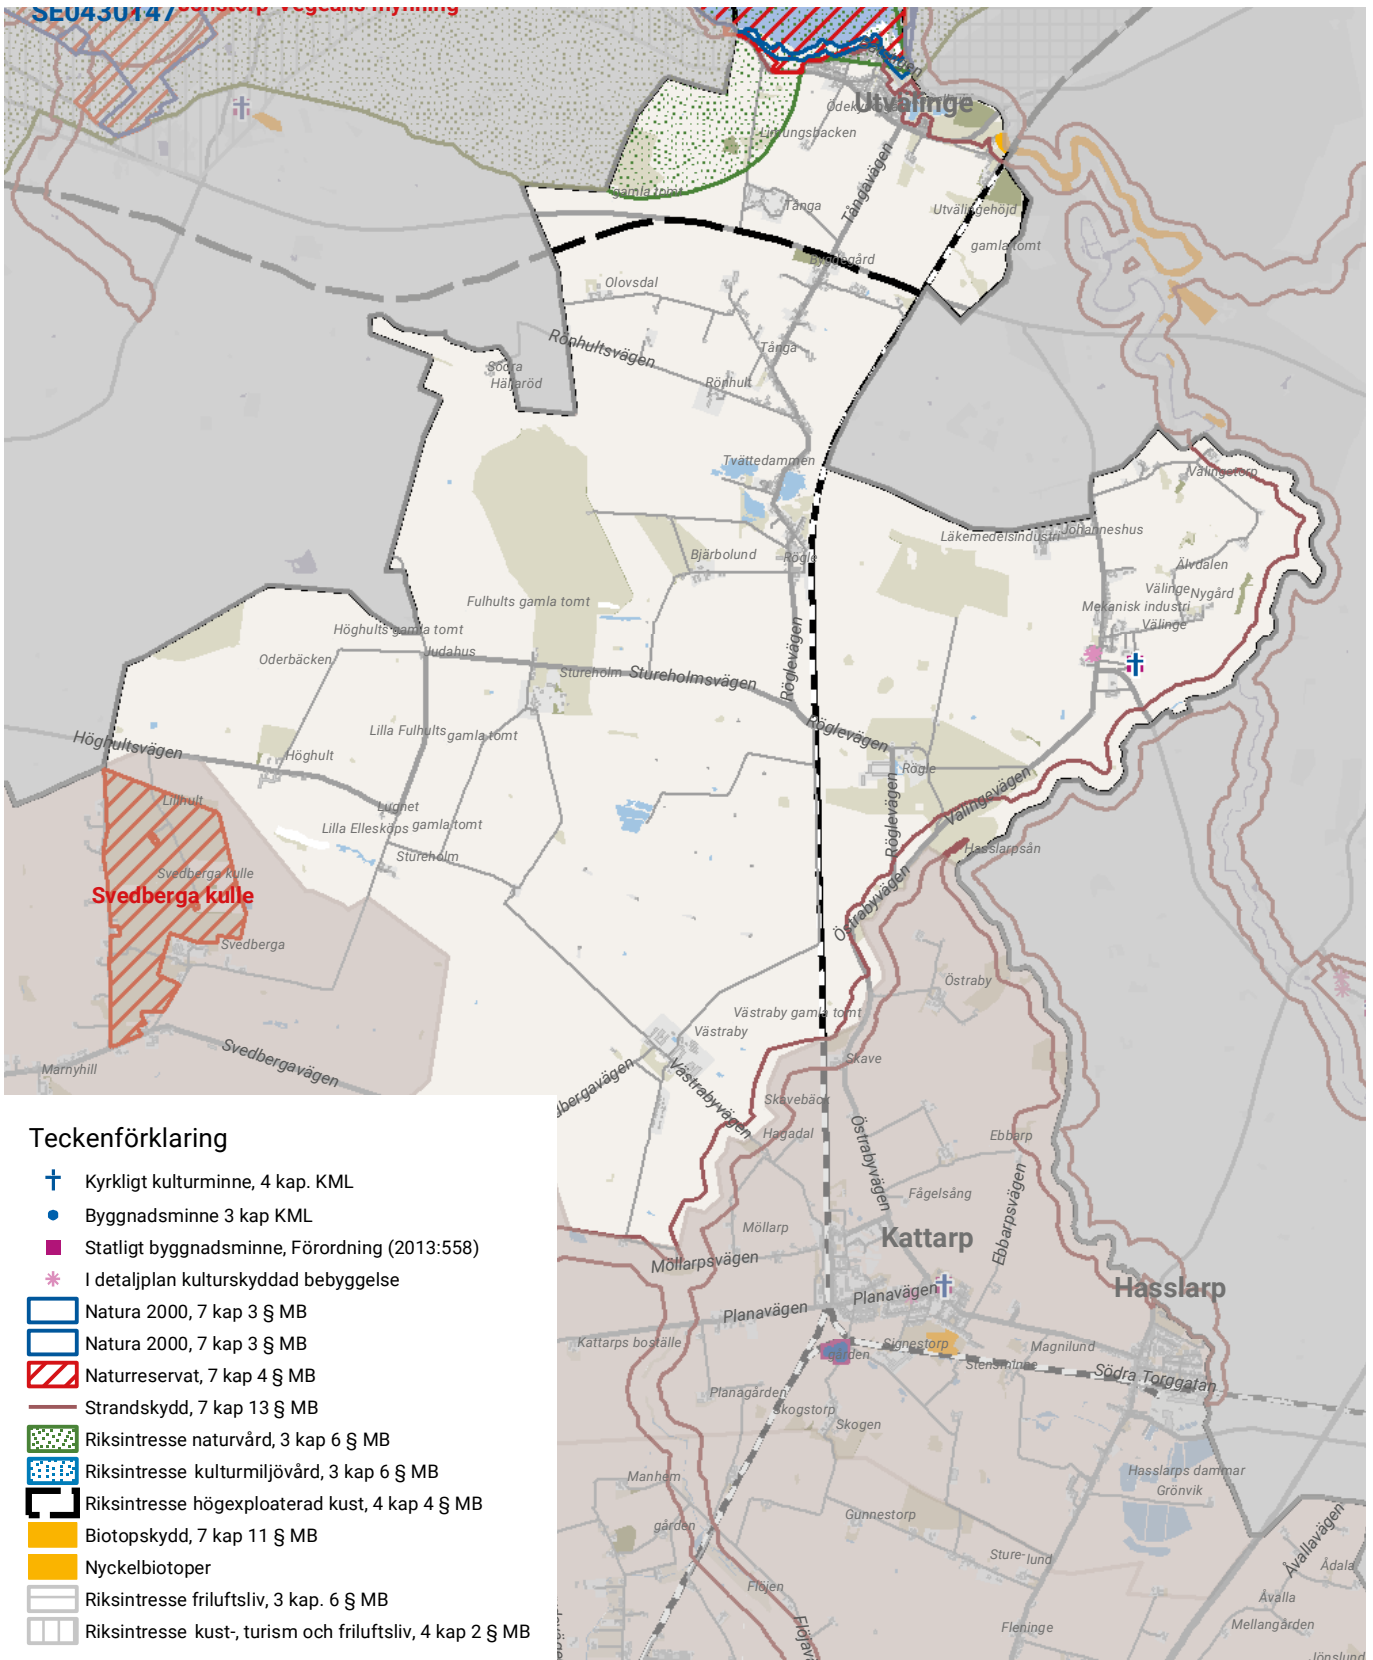 SE0430147
Utvälinge
Tånga
Tångavägen
Utvälingehöjd
gamla tomt
gamla tomt
Olovsdal
Rönhultsvägen
Tånga
Södra
Häljaröd
Rönhult
Tvättedammen
Välingetorp
Läkemedelsindustri
Johanneshus
Bjärbolund
Rögle
Älvdalen
Välinge
Nygård
Fulhults gamla tomt
Mekanisk industri
Höghults gamla tomt
Välinge
Judahus
Oderbäcken
Stureholm
Stureholmsvägen
Röglevägen
Röglevägen
Lilla Fulhults
gamla tomt
Höghultsvägen
Höghult
Rögle
Röglevägen
Välingevägen
Lillhult
Lugnet
Lilla Ellesköps
gamla tomt
Hasslarpsån
Stureholm
Svedberga kulle
Svedberga kulle
Östrabyvägen
Svedberga
Östraby
Västraby gamla tomt
Västraby
Svedbergavägen
Marnyhill
Skave
Västrabyvägen
Skavebäck
Hagadal
Östrabyvägen
Ebbarp
Fågelsång
Ebbarpsvägen
Möllarp
Kattarp
Möllarpsvägen
Hasslarp
Planavägen
Planavägen
Kattarps boställe
Signestorp
Magnilund
gården
Stensminne
Södra Torggatan
Planagården
Skogstorp
Skogen
Manhem
Hasslarps dammar
Grönvik
Gunnestorp
gården
Sture-lund
Åvallavägen
Ådala
Flöjen
Åvalla
Mellangården
Fleninge
Jönslund
Teckenförklaring
Kyrkligt kulturminne, 4 kap. KML
Byggnadsminne 3 kap KML
Statligt byggnadsminne, Förordning (2013:558)
I detaljplan kulturskyddad bebyggelse
Natura 2000, 7 kap 3 § MB
Natura 2000, 7 kap 3 § MB
Naturreservat, 7 kap 4 § MB
Strandskydd, 7 kap 13 § MB
Riksintresse naturvård, 3 kap 6 § MB
Riksintresse kulturmiljövård, 3 kap 6 § MB
Riksintresse högexploaterad kust, 4 kap 4 § MB
Biotopskydd, 7 kap 11 § MB
Nyckelbiotoper
Riksintresse friluftsliv, 3 kap. 6 § MB
Riksintresse kust-, turism och friluftsliv, 4 kap 2 § MB